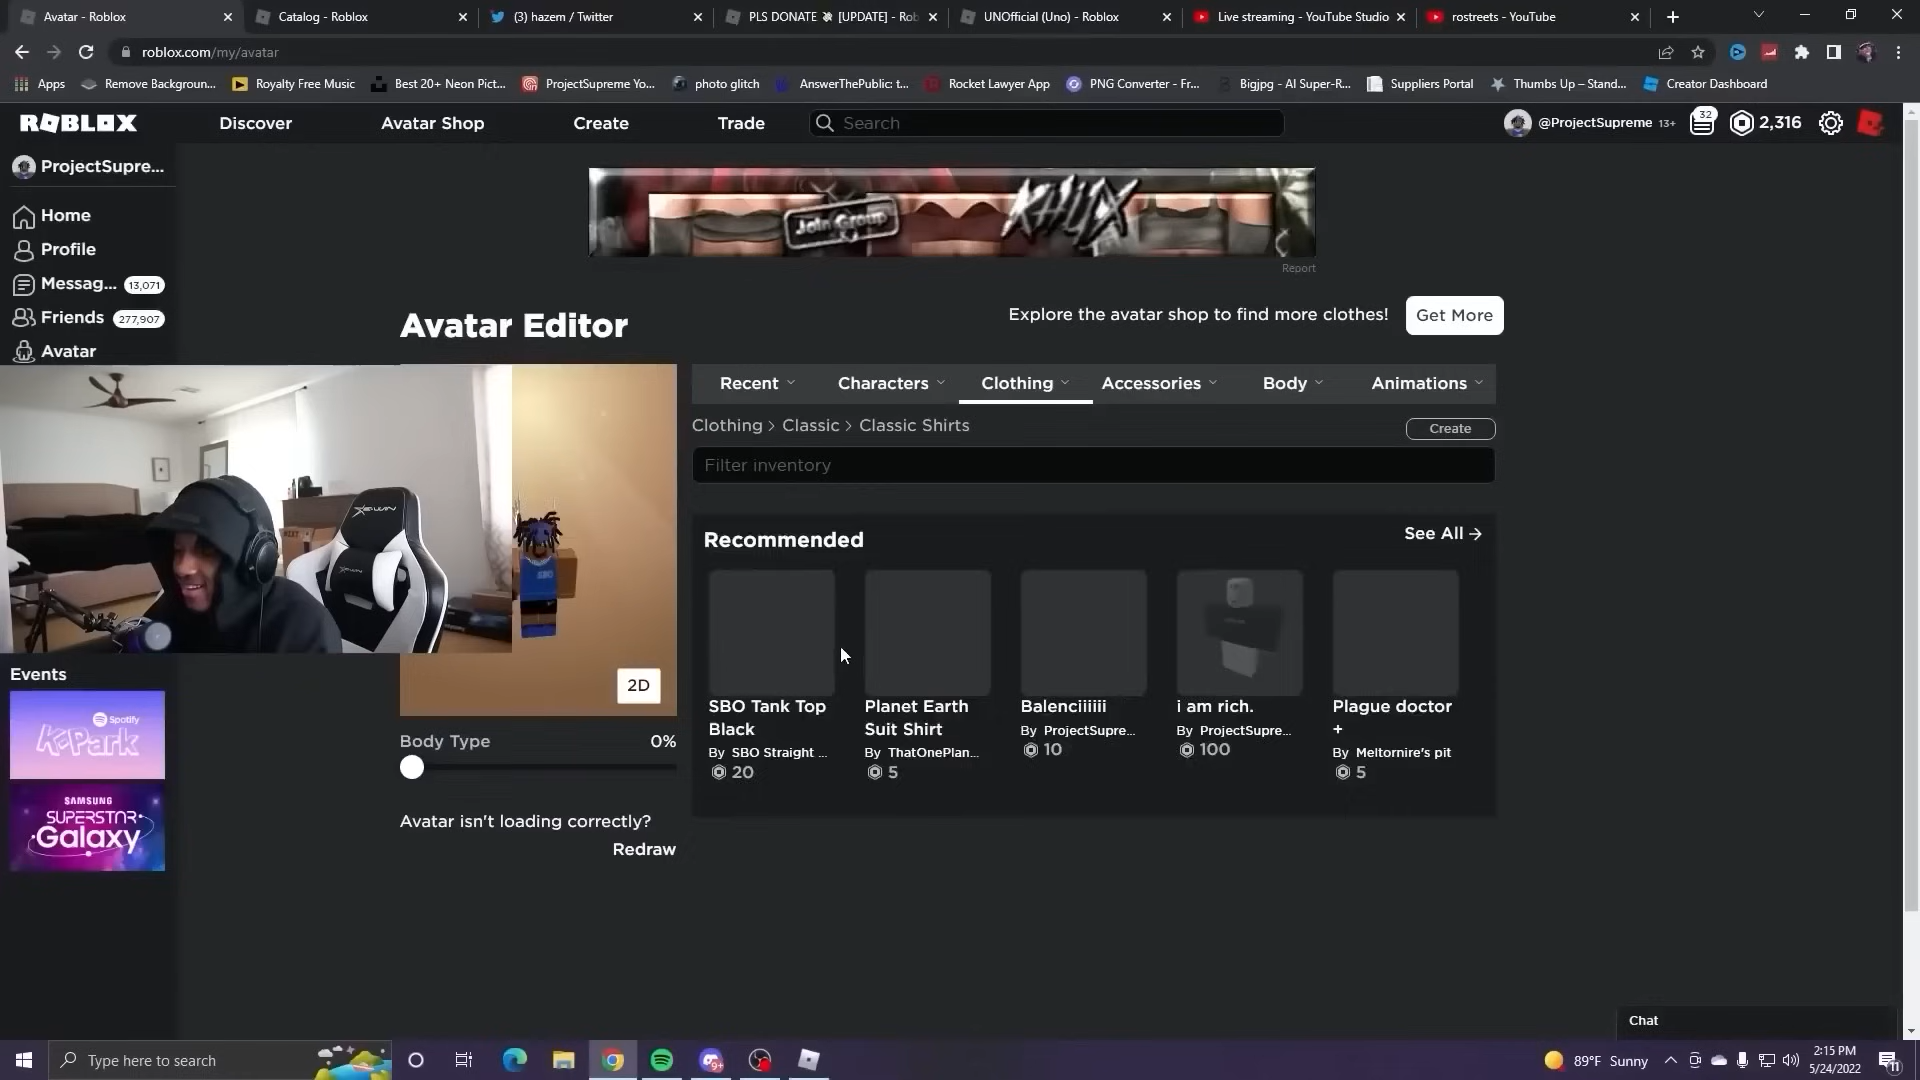 Avatar - Roblox
Catalog - Roblox
(3) hazem / Twitter
PLS DONATE 💸 [UPDATE] - Rob
UNOfficial (Uno) - Roblox
Live streaming - YouTube Studio
rostreets - YouTube
roblox.com/my/avatar
Apps
Remove Backgroun...
Royalty Free Music
Best 20+ Neon Pict...
ProjectSupreme Yo...
photo glitch
AnswerThePublic: t...
Rocket Lawyer App
PNG Converter - Fr...
Bigjpg - AI Super-R...
Suppliers Portal
Thumbs Up – Stand...
Creator Dashboard
ROBLOX
Discover
Avatar Shop
Create
Trade
Search
@ProjectSupreme 13+
32
2,316
ProjectSupre...
Home
Profile
Messag... 13,071
Friends 277,907
Avatar
Join Group
KHUX
Report
Avatar Editor
Explore the avatar shop to find more clothes!
Get More
Recent
Characters
Clothing
Accessories
Body
Animations
Clothing > Classic > Classic Shirts
Create
Filter inventory
Recommended
See All →
SBO Tank Top
Black
By SBO Straight ...
20
Planet Earth
Suit Shirt
By ThatOnePlan...
5
Balenciiiiii
By ProjectSupre...
10
i am rich.
By ProjectSupre...
100
Plague doctor
+
By Meltornire's pit
5
SBO
2D
Body Type 0%
Avatar isn't loading correctly?
Redraw
Events
Spotify
K-Park
SAMSUNG
SUPERSTAR
Galaxy
Chat
Type here to search
9+
89°F Sunny
2:15 PM
5/24/2022
11